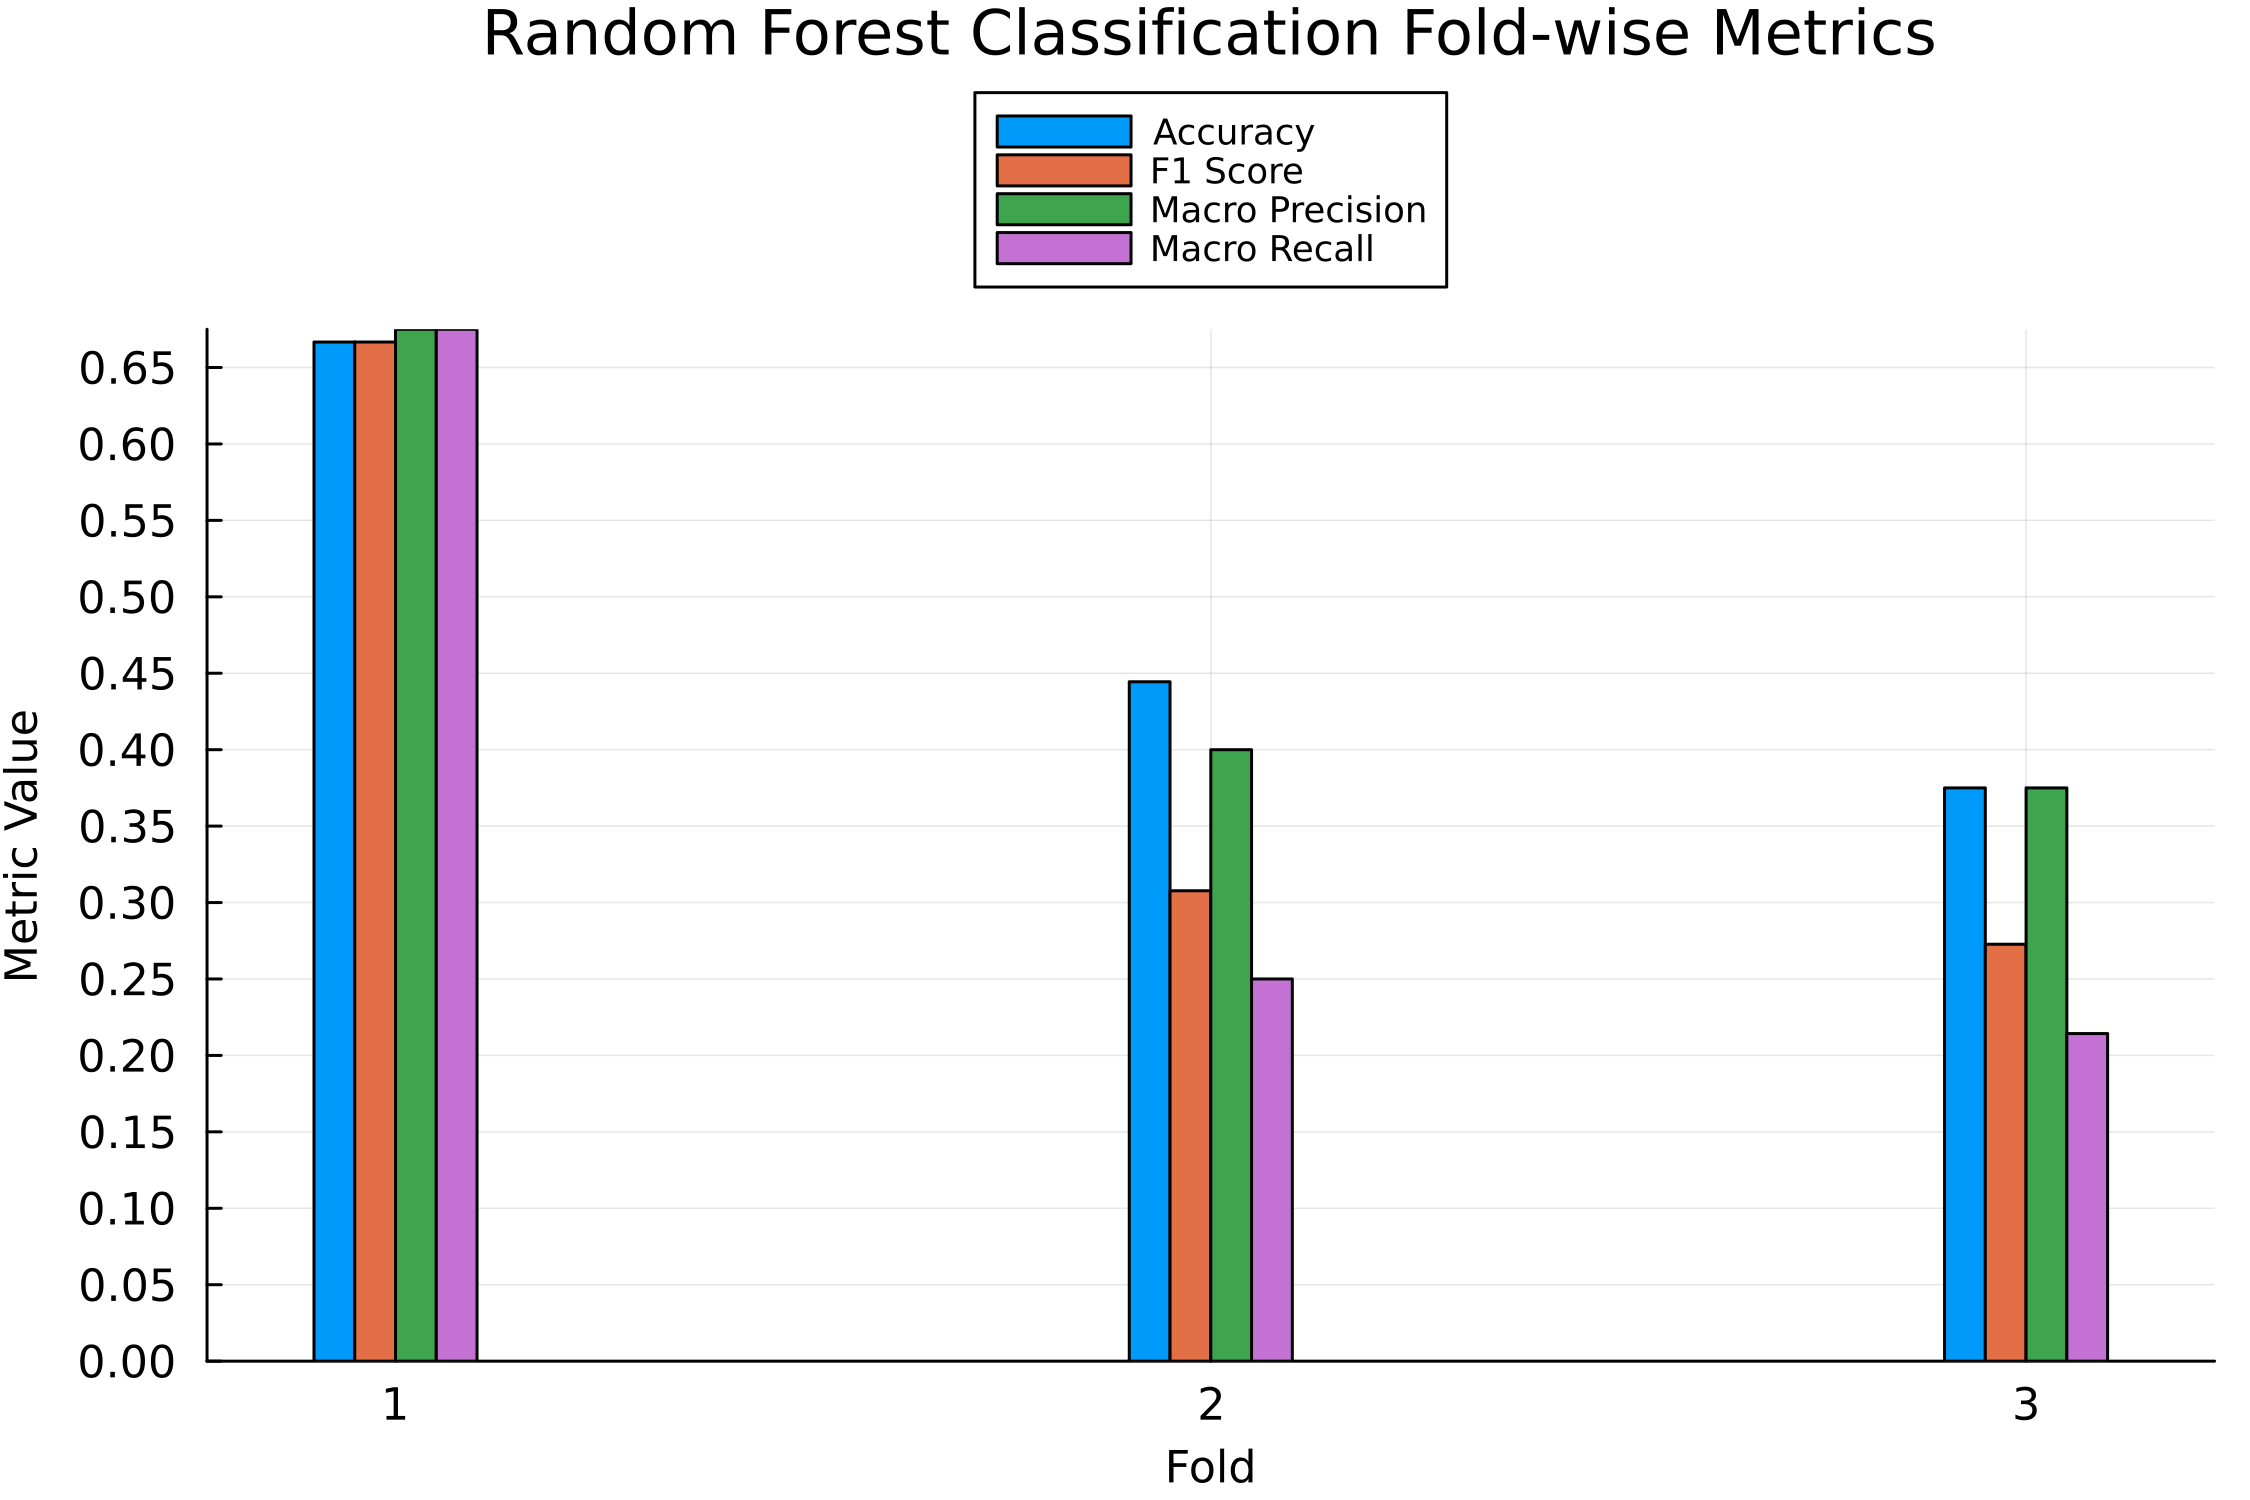 Random Forest Classification Fold-wise Metrics
Accuracy
F1 Score
Macro Precision
Macro Recall
0.65
0.60
0.55
0.50
0.45
0.40
0.35
0.30
0.25
0.20
0.15
0.10
0.05
0.00
Metric Value
1 2 3
Fold